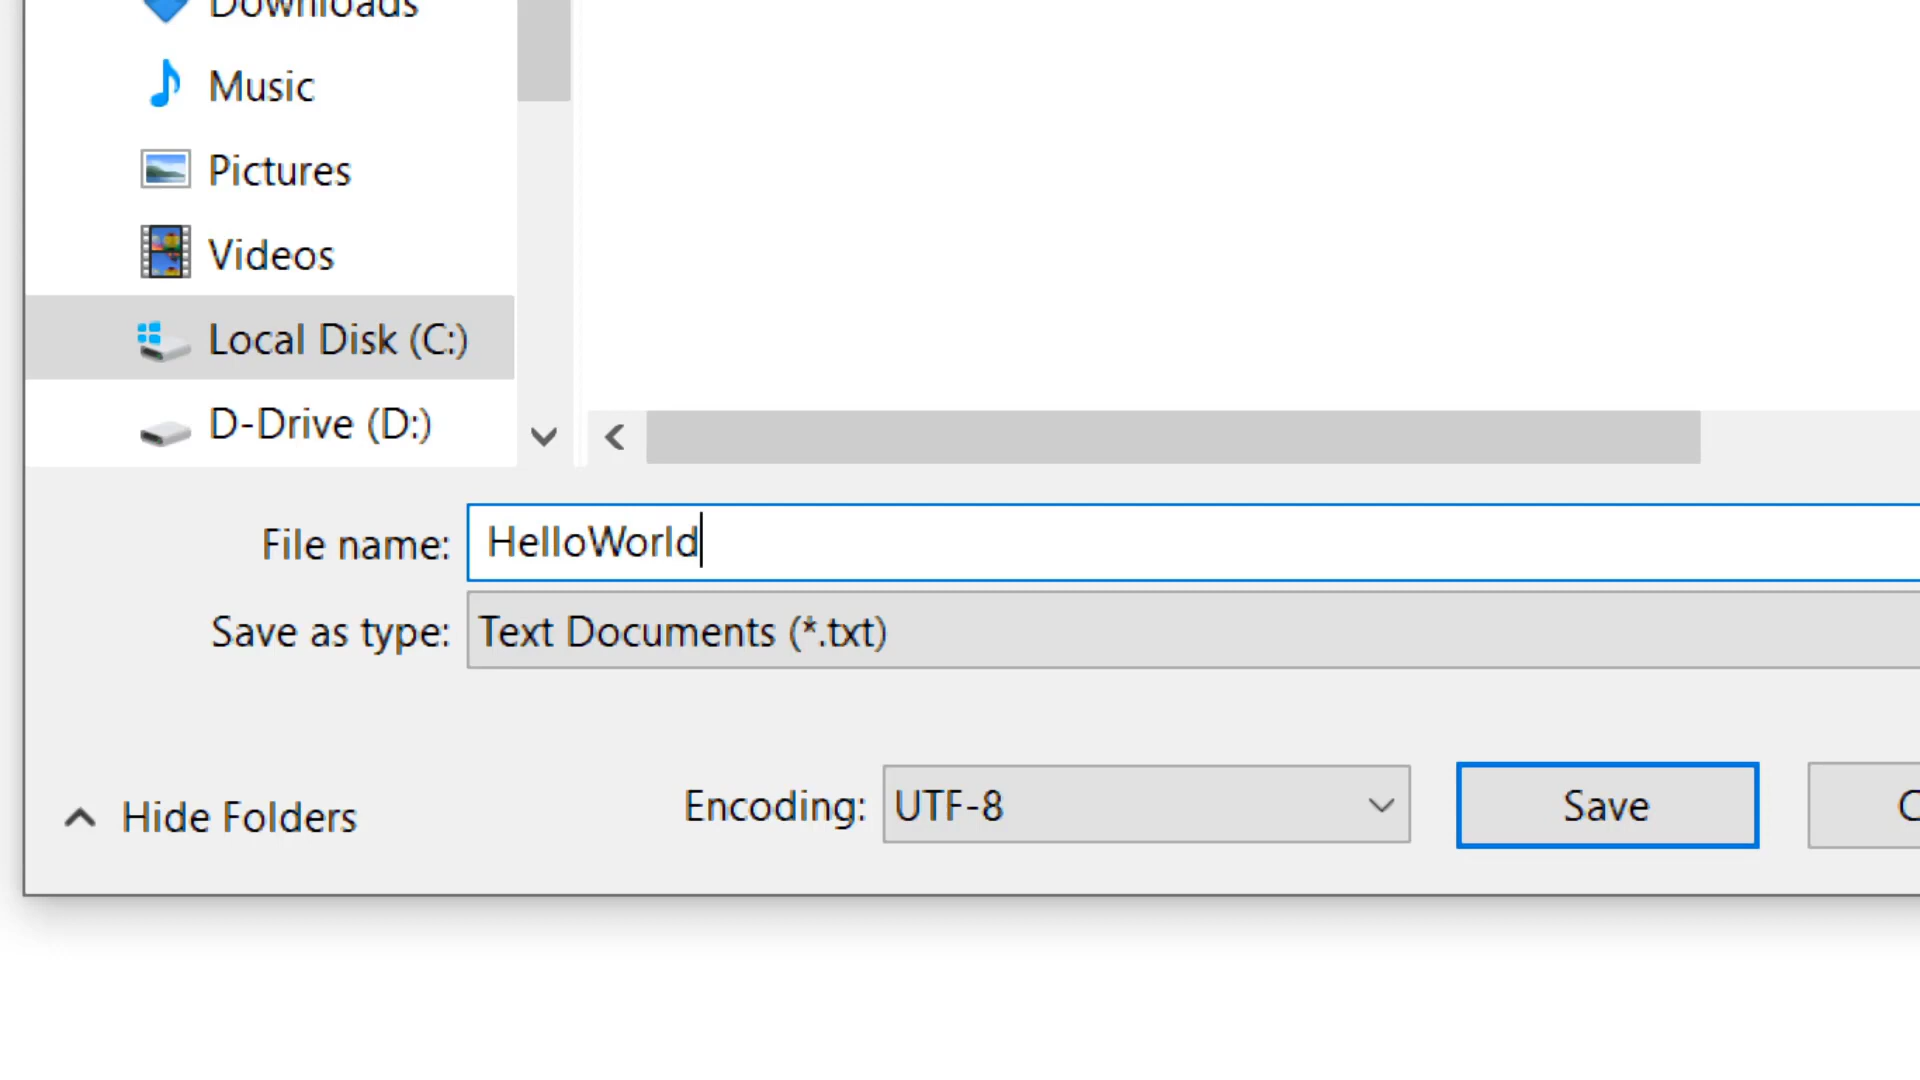 Downloads
Music
Pictures
Videos
Local Disk (C:)
D-Drive (D:)
File name: HelloWorld
Save as type: Text Documents (*.txt)
Hide Folders
Encoding: UTF-8
Save